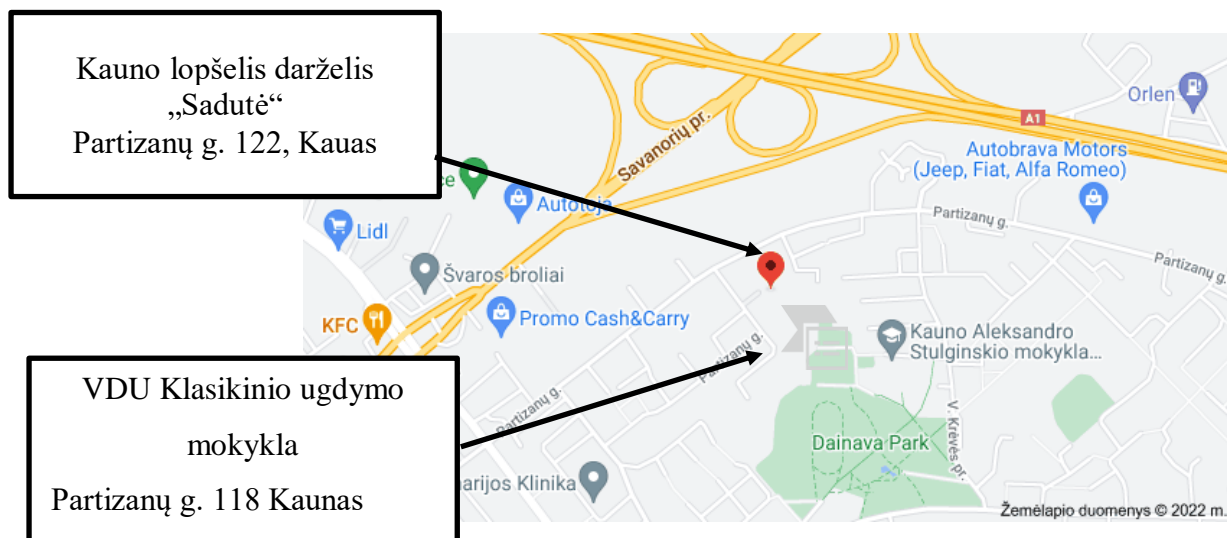 Kauno lopšelis darželis
„Sadutė“
Partizanų g. 122, Kauas
Savanorių pr.
A1
Orlen
Autobrava Motors
(Jeep, Fiat, Alfa Romeo)
Autotoja
Lidl
Partizanų g.
Partizanų g.
Švaros broliai
KFC
Promo Cash&Carry
Kauno Aleksandro
Stulginskio mokykla...
Partizanų g.
Partizanų g.
VDU Klasikinio ugdymo
mokykla
Partizanų g. 118 Kaunas
Dainava Park
V. Krėvės pr.
Klinika
Žemėlapio duomenys © 2022 m.